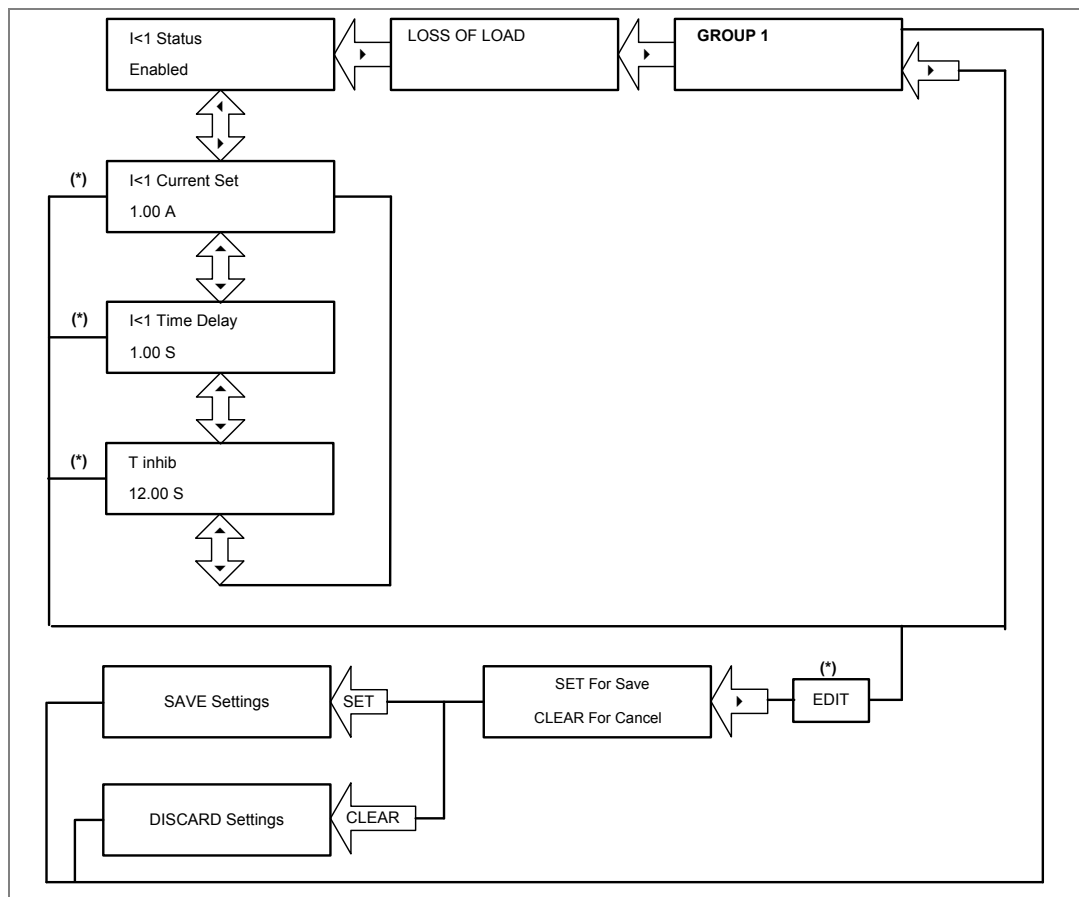 I<1 Status
Enabled
LOSS OF LOAD
GROUP 1
(*)
I<1 Current Set
1.00 A
(*)
I<1 Time Delay
1.00 S
(*)
T inhib
12.00 S
SAVE Settings
SET
SET For Save
CLEAR For Cancel
(*)
EDIT
DISCARD Settings
CLEAR